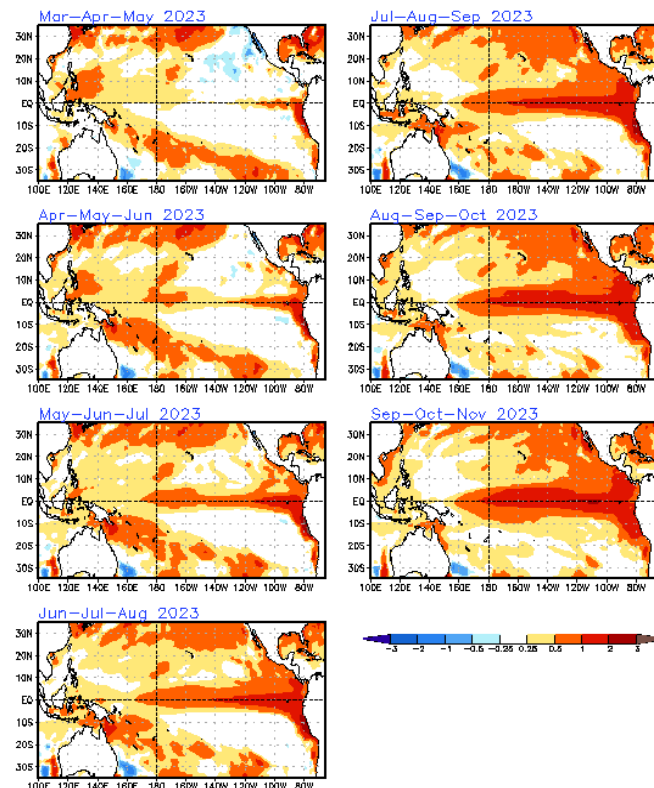 Mar-Apr-May 2023
30N
20N
10N
EQ
10S
20S
30S
100E 120E 140E 160E 180 160W 140W 120W 100W 80W
Apr-May-Jun 2023
30N
20N
10N
EQ
10S
20S
30S
100E 120E 140E 160E 180 160W 140W 120W 100W 80W
May-Jun-Jul 2023
30N
20N
10N
EQ
10S
20S
30S
100E 120E 140E 160E 180 160W 140W 120W 100W 80W
Jun-Jul-Aug 2023
30N
20N
10N
EQ
10S
20S
30S
100E 120E 140E 160E 180 160W 140W 120W 100W 80W
Jul-Aug-Sep 2023
30N
20N
10N
EQ
10S
20S
30S
100E 120E 140E 160E 180 160W 140W 120W 100W 80W
Aug-Sep-Oct 2023
30N
20N
10N
EQ
10S
20S
30S
100E 120E 140E 160E 180 160W 140W 120W 100W 80W
Sep-Oct-Nov 2023
30N
20N
10N
EQ
10S
20S
30S
100E 120E 140E 160E 180 160W 140W 120W 100W 80W
-3 -2 -1 -0.5 -0.25 0.25 0.5 1 2 3